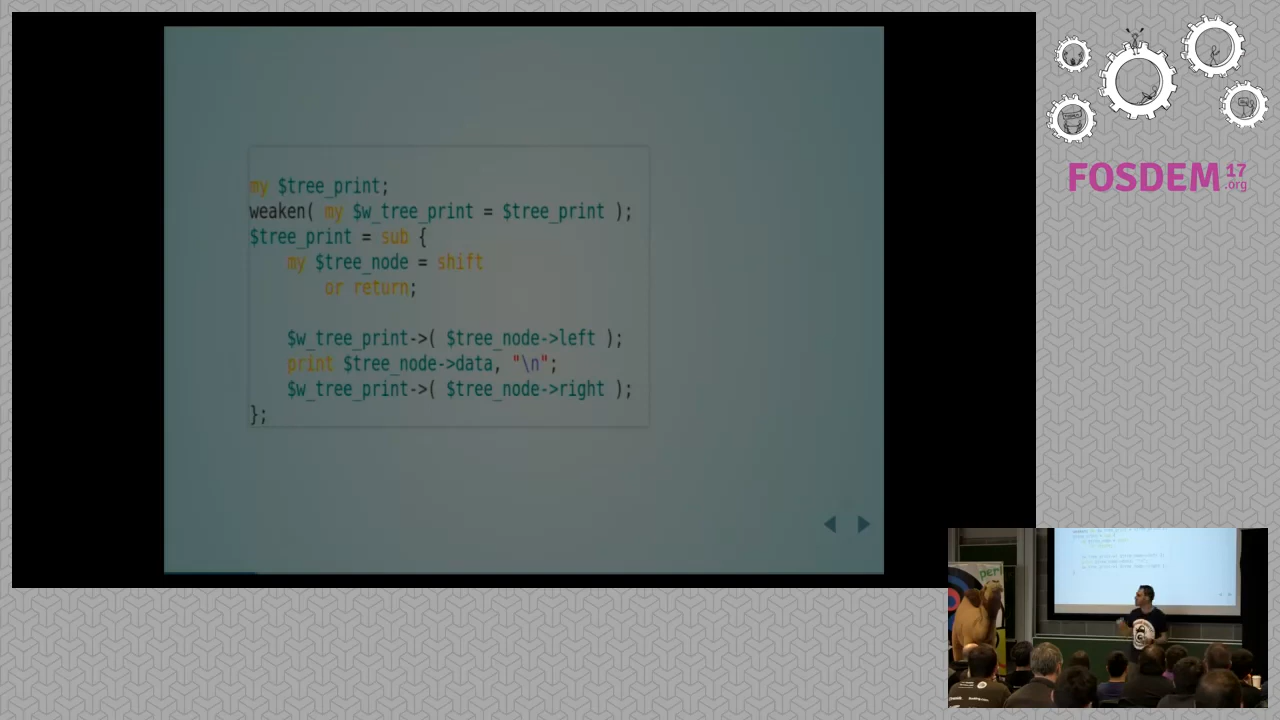 my $tree_print;
weaken( my $w_tree_print = $tree_print );
$tree_print = sub {
    my $tree_node = shift
        or return;

    $w_tree_print->( $tree_node->left );
    print $tree_node->data, "\n";
    $w_tree_print->( $tree_node->right );
};
FOSDEM 17
.org
perl